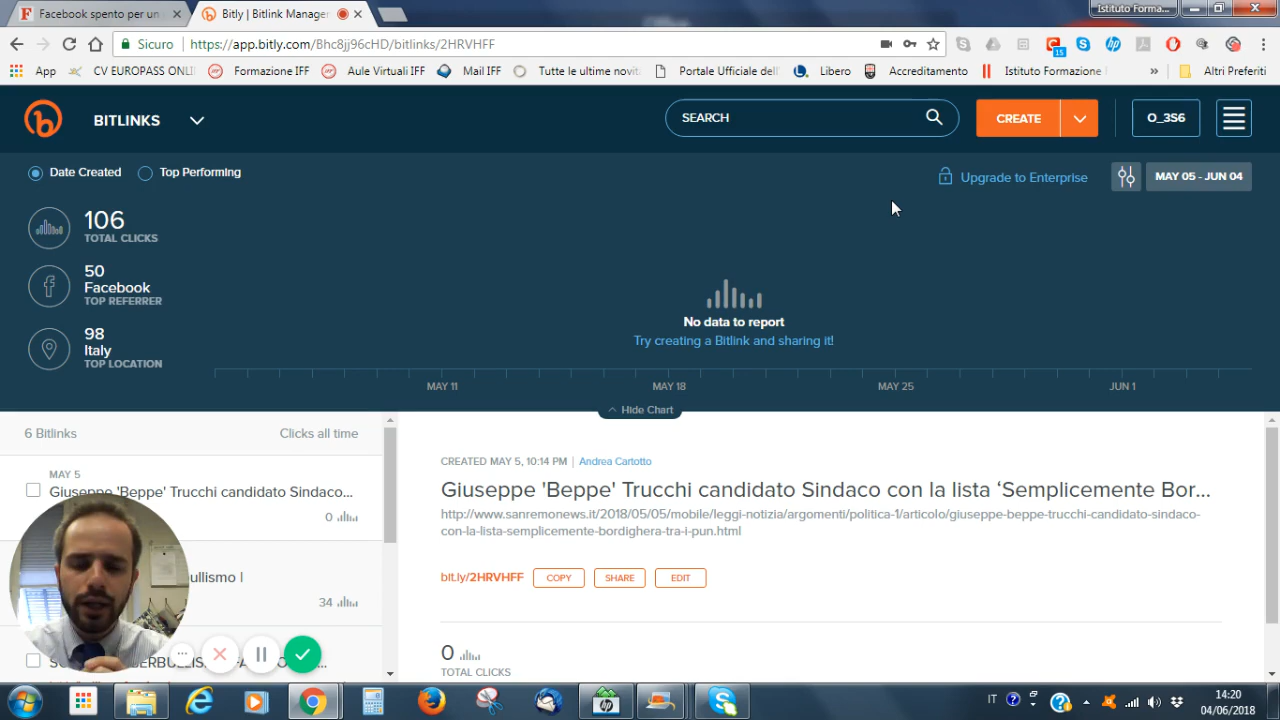 Facebook spento per un
Bitly | Bitlink Manager
Istituto Forma...
Sicuro
https://app.bitly.com/Bhc8jj96cHD/bitlinks/2HRVHFF
15
App
CV EUROPASS ONLI
Formazione IFF
Aule Virtuali IFF
Mail IFF
Tutte le ultime novita
Portale Ufficiale dell'
Libero
Accreditamento
Istituto Formazione F
»
Altri Preferiti
BITLINKS
SEARCH
CREATE
O_3S6
Date Created
Top Performing
Upgrade to Enterprise
MAY 05 - JUN 04
106
TOTAL CLICKS
50
Facebook
TOP REFERRER
98
Italy
TOP LOCATION
No data to report
Try creating a Bitlink and sharing it!
MAY 11
MAY 18
MAY 25
JUN 1
Hide Chart
6 Bitlinks
Clicks all time
MAY 5
Giuseppe 'Beppe' Trucchi candidato Sindaco...
0
ullismo |
34
CREATED MAY 5, 10:14 PM | Andrea Cartotto
Giuseppe 'Beppe' Trucchi candidato Sindaco con la lista ‘Semplicemente Bor...
http://www.sanremonews.it/2018/05/05/mobile/leggi-notizia/argomenti/politica-1/articolo/giuseppe-beppe-trucchi-candidato-sindaco-
con-la-lista-semplicemente-bordighera-tra-i-pun.html
bit.ly/2HRVHFF
COPY
SHARE
EDIT
0
TOTAL CLICKS
IT
14:20
04/06/2018